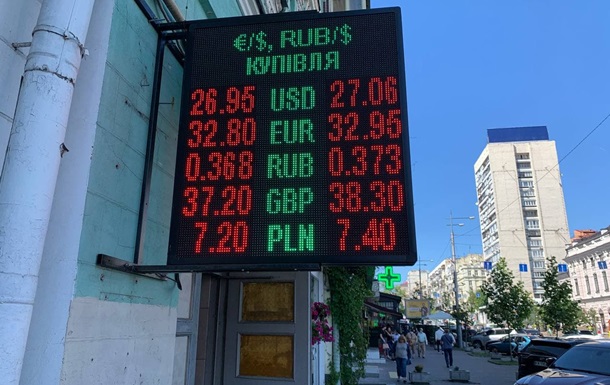 €/$, RUB/$
КУПІВЛЯ
26.95 USD 27.06
32.80 EUR 32.95
0.368 RUB 0.373
37.20 GBP 38.30
7.20 PLN 7.40